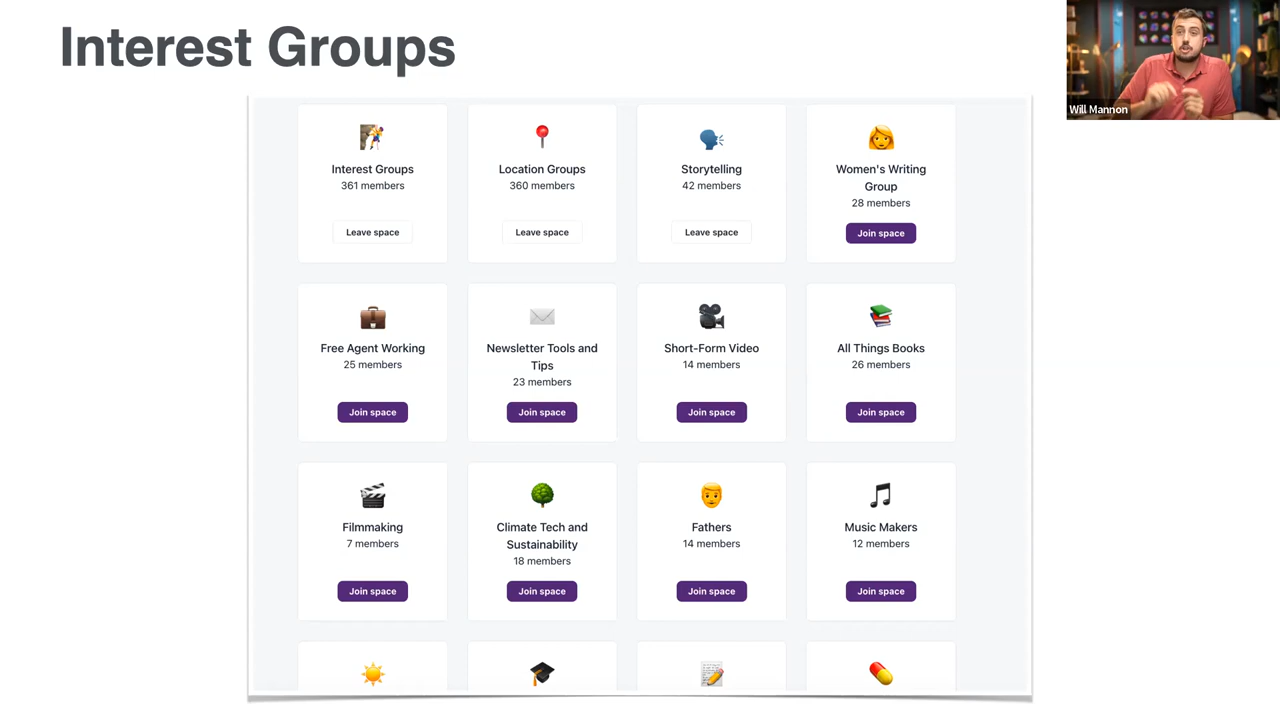 Interest Groups
Will Mannon
Interest Groups
361 members
Leave space
Location Groups
360 members
Leave space
Storytelling
42 members
Leave space
Women's Writing
Group
28 members
Join space
Free Agent Working
25 members
Join space
Newsletter Tools and
Tips
23 members
Join space
Short-Form Video
14 members
Join space
All Things Books
26 members
Join space
Filmmaking
7 members
Join space
Climate Tech and
Sustainability
18 members
Join space
Fathers
14 members
Join space
Music Makers
12 members
Join space